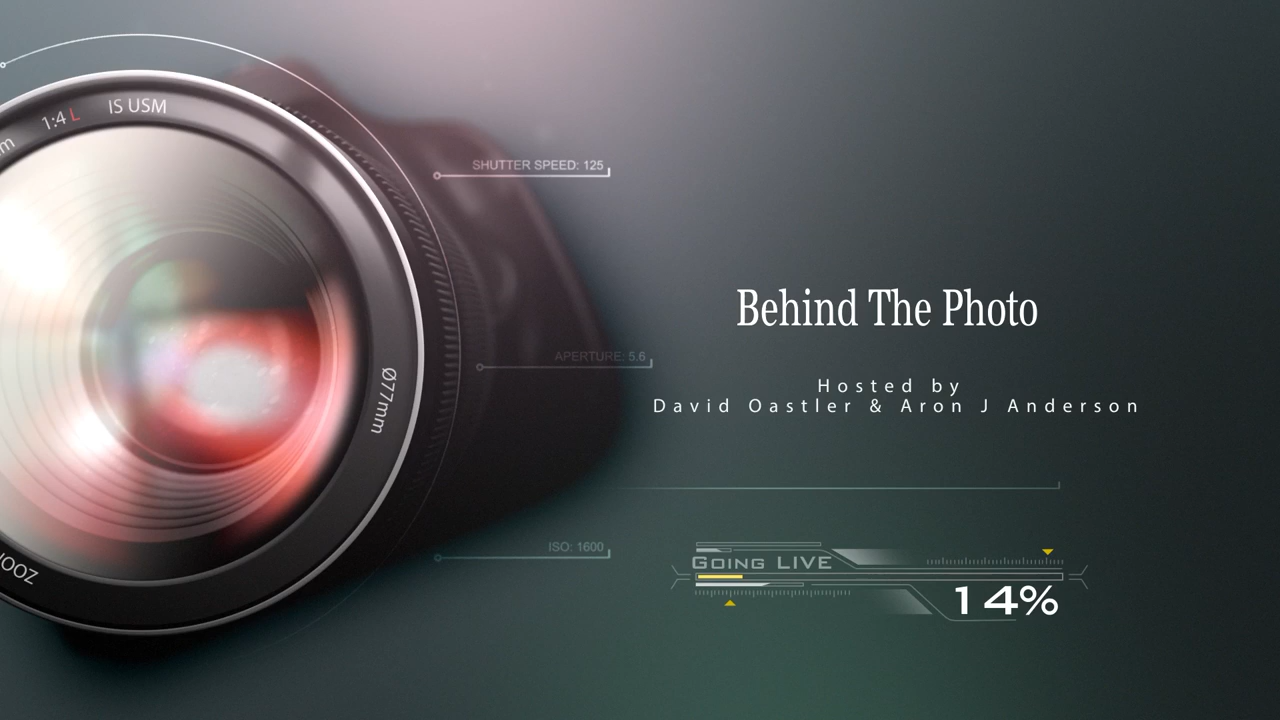 m 1:4 L IS USM
SHUTTER SPEED: 125
Behind The Photo
APERTURE: 5.6
Ø77mm
Hosted by
David Oastler & Aron J Anderson
ISO: 1600
Going LIVE
14%